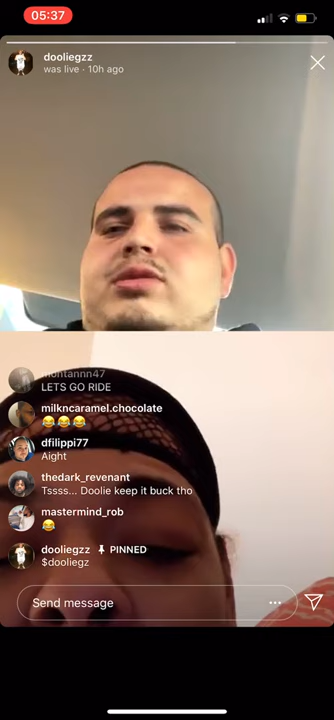 05:37
dooliegzz
was live · 10h ago
montannn47
LETS GO RIDE
milkncaramel.chocolate
😂😂😂
dfilippi77
Aight
thedark_revenant
Tssss... Doolie keep it buck tho
mastermind_rob
😂
dooliegzz PINNED
$dooliegz
Send message